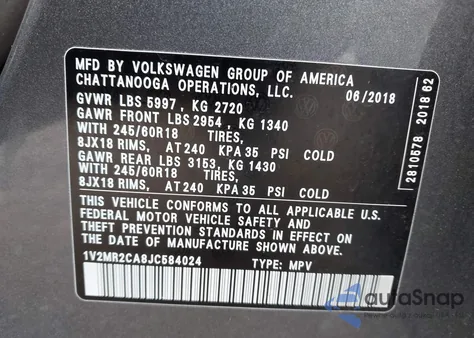 MFD BY VOLKSWAGEN GROUP OF AMERICA
CHATTANOOGA OPERATIONS, LLC. 06/2018
GVWR LBS 5997 , KG 2720
GAWR FRONT LBS 2954 , KG 1340
WITH 245/60R18 TIRES,
8JX18 RIMS, AT 240 KPA 35 PSI COLD
GAWR REAR LBS 3153, KG 1430
WITH 245/60R18 TIRES,
8JX18 RIMS, AT 240 KPA 35 PSI COLD
THIS VEHICLE CONFORMS TO ALL APPLICABLE U.S.
FEDERAL MOTOR VEHICLE SAFETY AND
THEFT PREVENTION STANDARDS IN EFFECT ON THE
DATE OF MANUFACTURE SHOWN ABOVE.
1V2MR2CA8JC584024 TYPE: MPV
2810578 2018 62
autoSnap